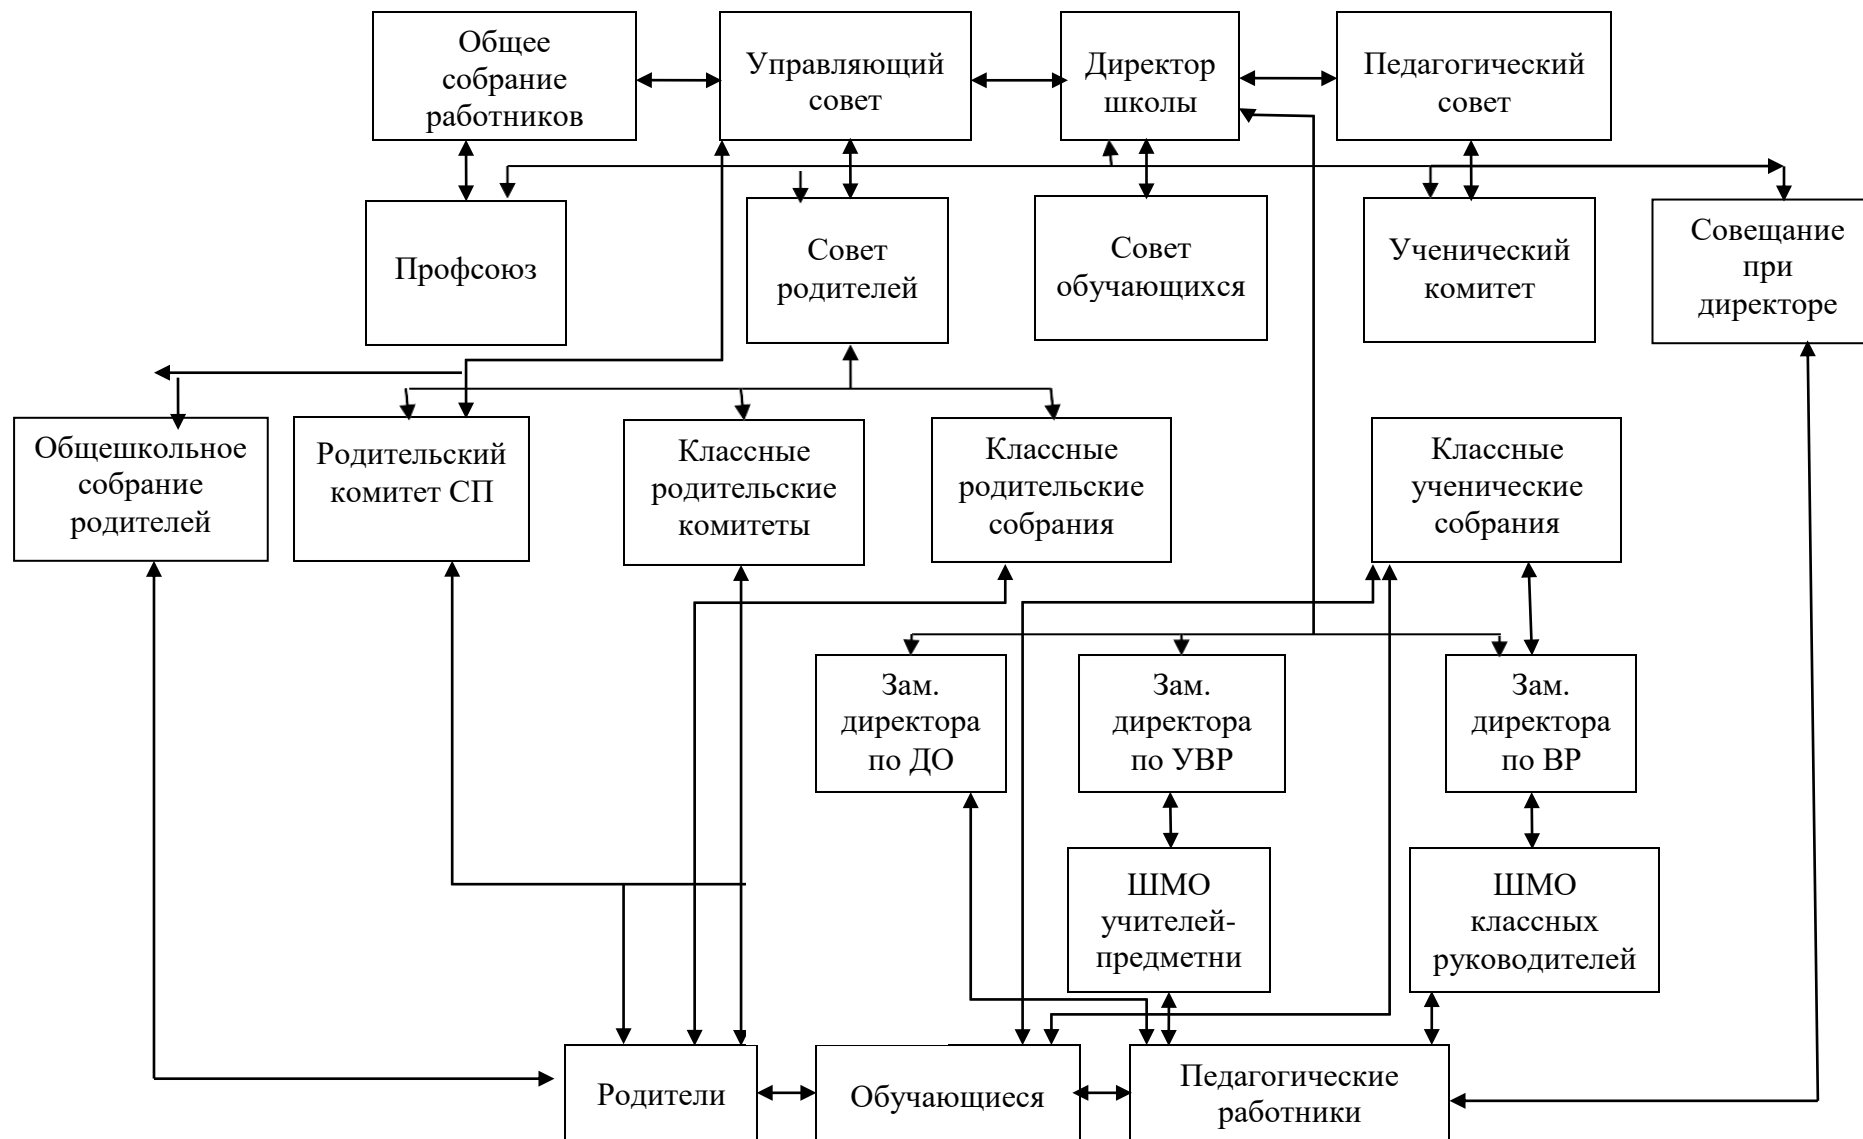 Общее
собрание
работников
Управляющий
совет
Директор
школы
Педагогический
совет
Профсоюз
Совет
родителей
Совет
обучающихся
Ученический
комитет
Совещание
при
директоре
Общешкольное
собрание
родителей
Родительский
комитет СП
Классные
родительские
комитеты
Классные
родительские
собрания
Классные
ученические
собрания
Зам.
директора
по ДО
Зам.
директора
по УВР
Зам.
директора
по ВР
ШМО
учителей-
предметни
ШМО
классных
руководителей
Родители
Обучающиеся
Педагогические
работники